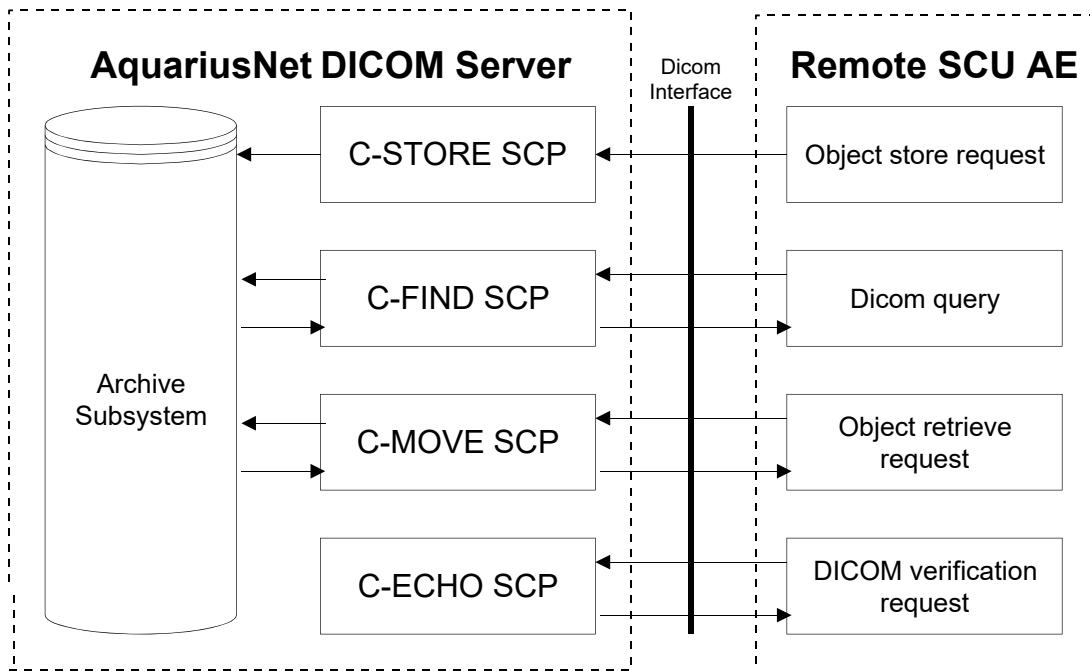 AquariusNet DICOM Server
Dicom
Interface
Remote SCU AE
C-STORE SCP
Object store request
C-FIND SCP
Dicom query
Archive
Subsystem
C-MOVE SCP
Object retrieve
request
C-ECHO SCP
DICOM verification
request